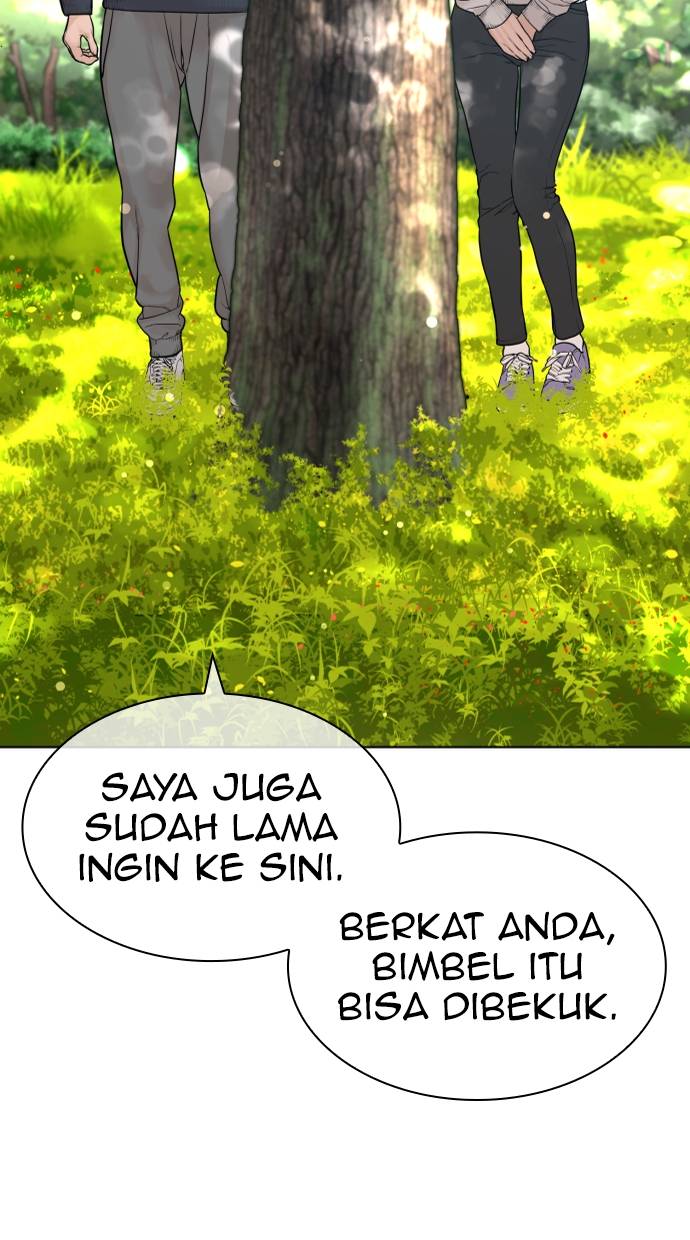 SAYA JUGA
SUDAH LAMA
INGIN KE SINI.
BERKAT ANDA,
BIMBEL ITU
BISA DIBEKUK.